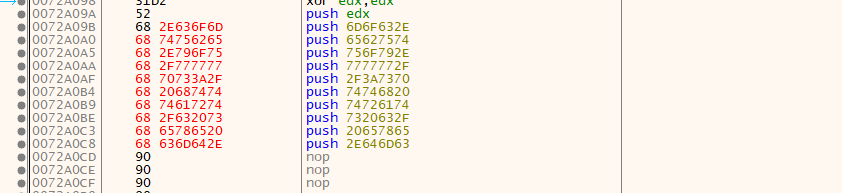 0072A098 31D2 xor edx,edx
0072A09A 52 push edx
0072A09B 68 2E636F6D push 6D6F632E
0072A0A0 68 74756265 push 65627574
0072A0A5 68 2E796F75 push 756F792E
0072A0AA 68 2F777777 push 7777772F
0072A0AF 68 70733A2F push 2F3A7370
0072A0B4 68 20687474 push 74746820
0072A0B9 68 74617274 push 74726174
0072A0BE 68 2F632073 push 7320632F
0072A0C3 68 65786520 push 20657865
0072A0C8 68 636D642E push 2E646D63
0072A0CD 90 nop
0072A0CE 90 nop
0072A0CF 90 nop